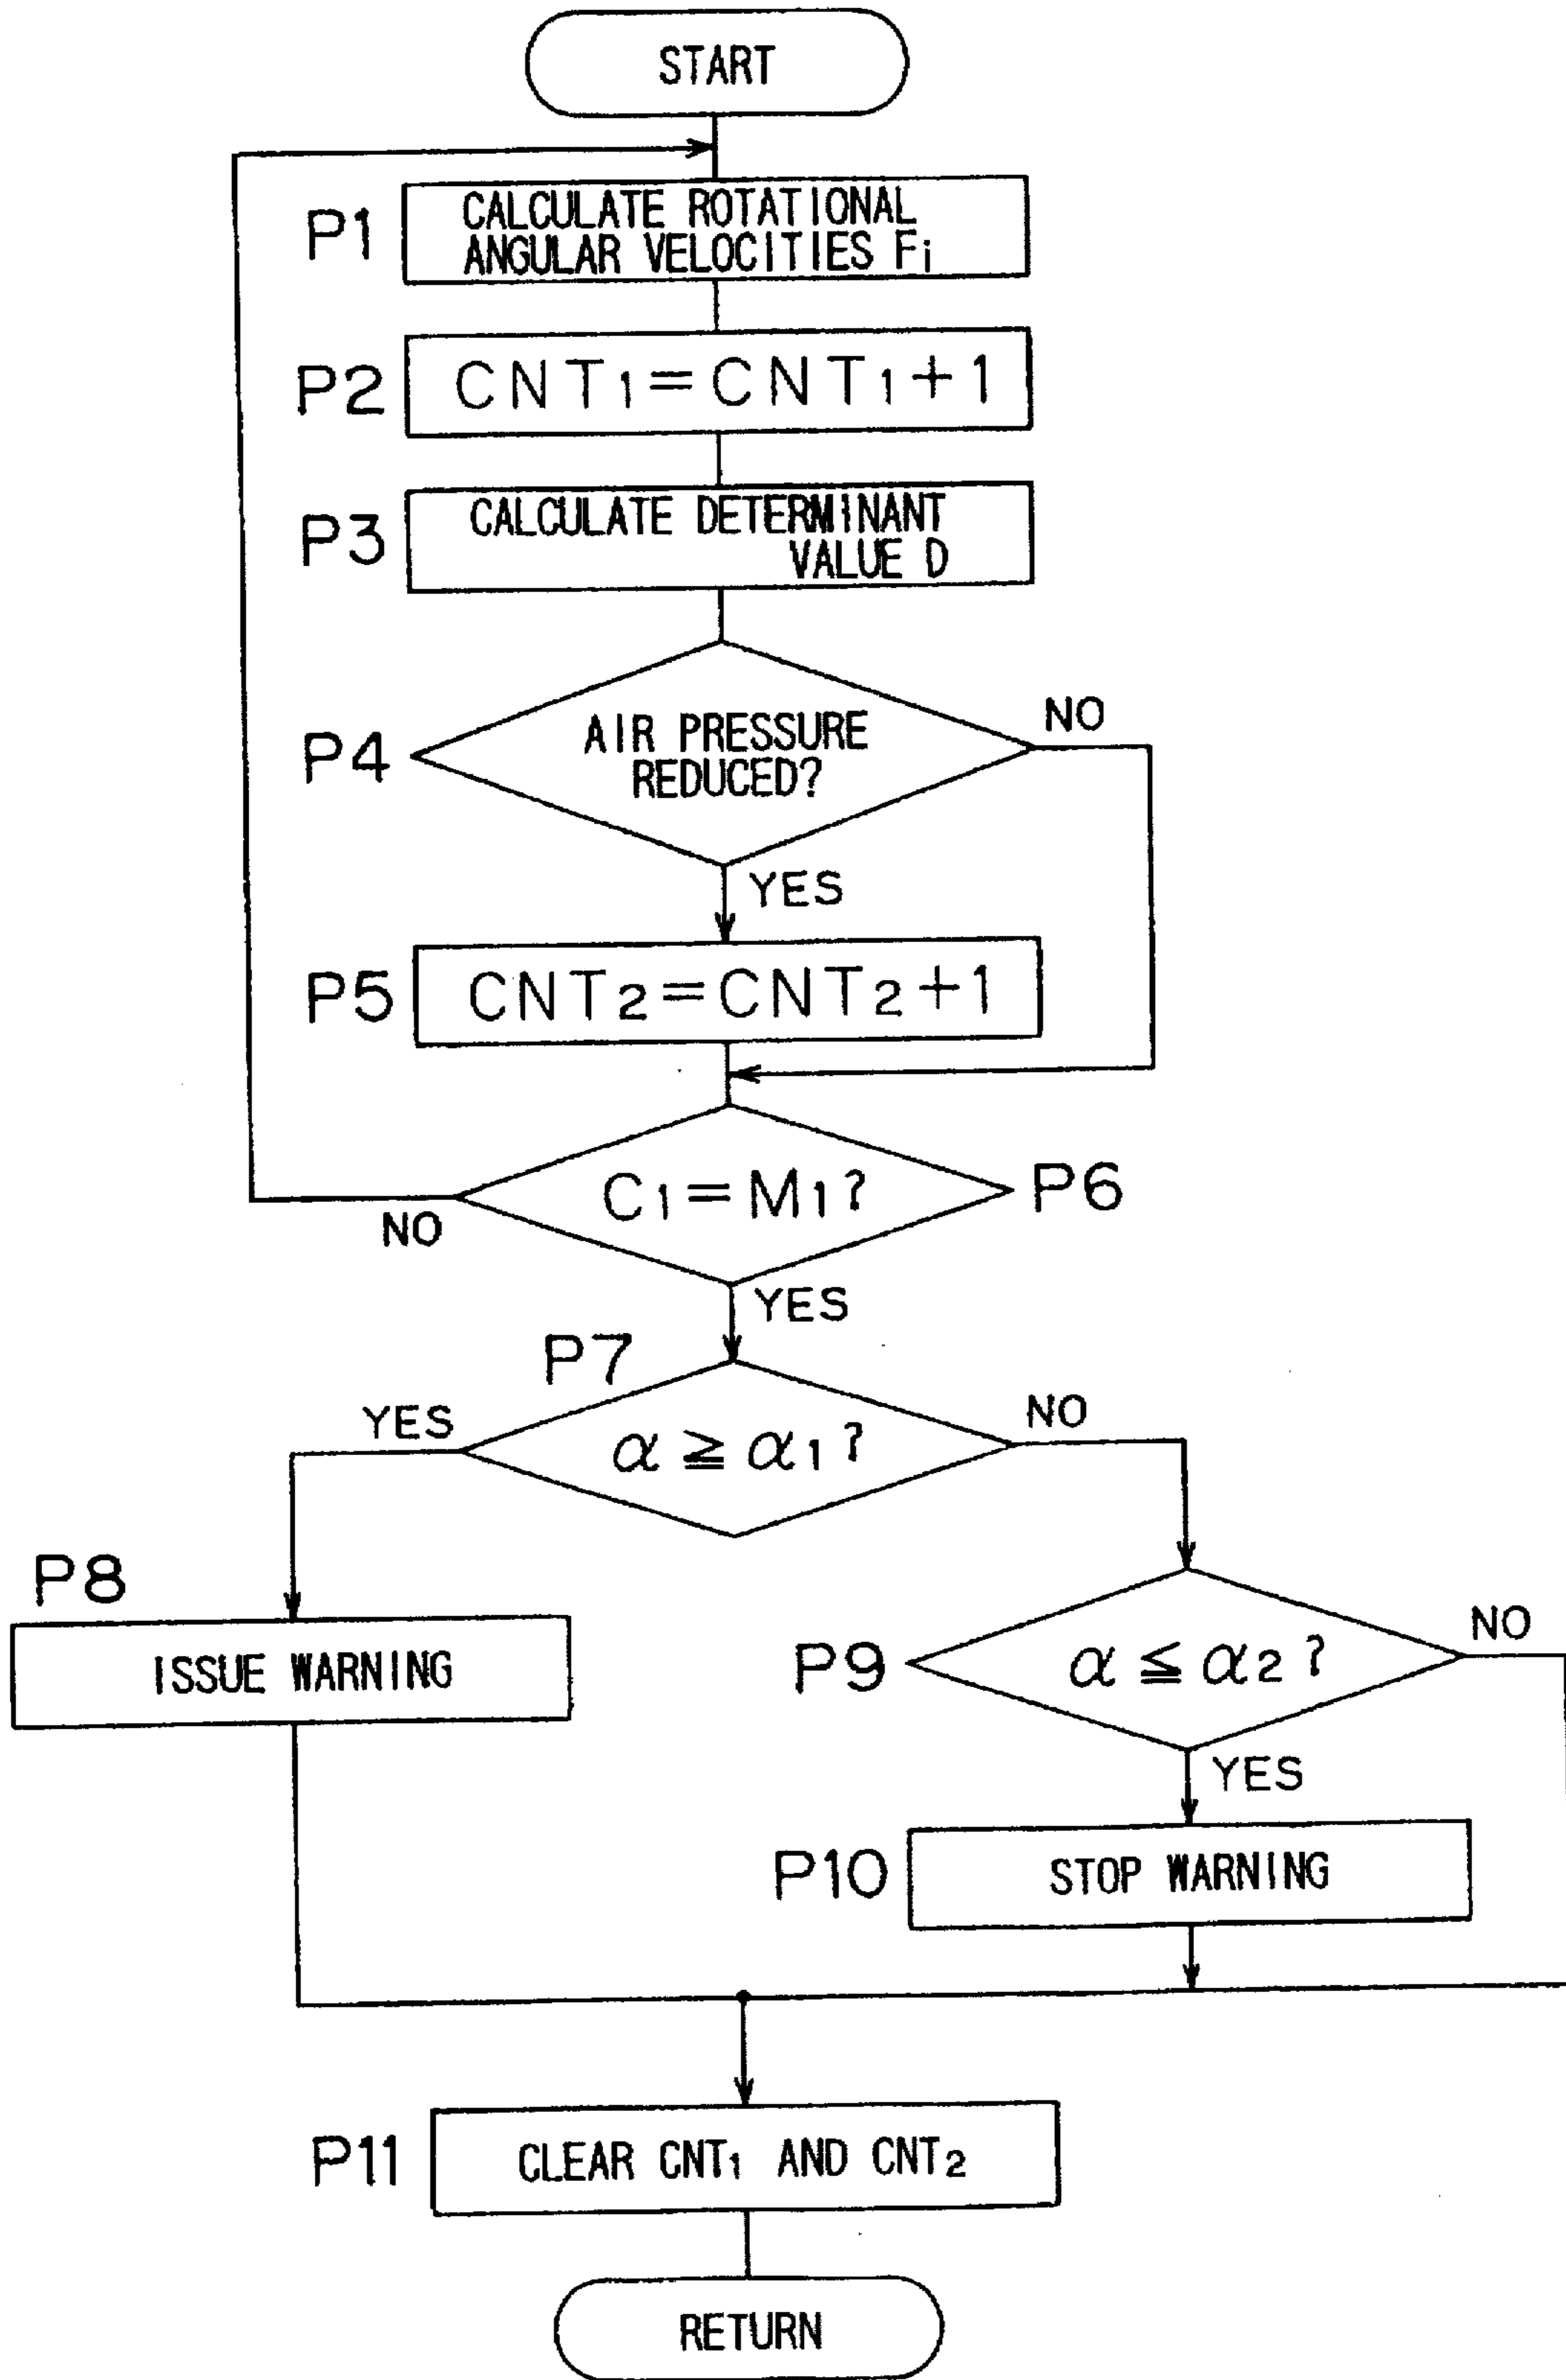 START
P1
CALCULATE ROTATIONAL
ANGULAR VELOCITIES Fi
P2
CNT1=CNT1+1
P3
CALCULATE DETERMINANT
VALUE D
P4
AIR PRESSURE
REDUCED?
NO
YES
P5
CNT2=CNT2+1
C1=M1?
P6
NO
YES
P7
YES
α≧α1?
NO
P8
ISSUE WARNING
P9
α≦α2?
NO
YES
P10
STOP WARNING
P11
CLEAR CNT1 AND CNT2
RETURN